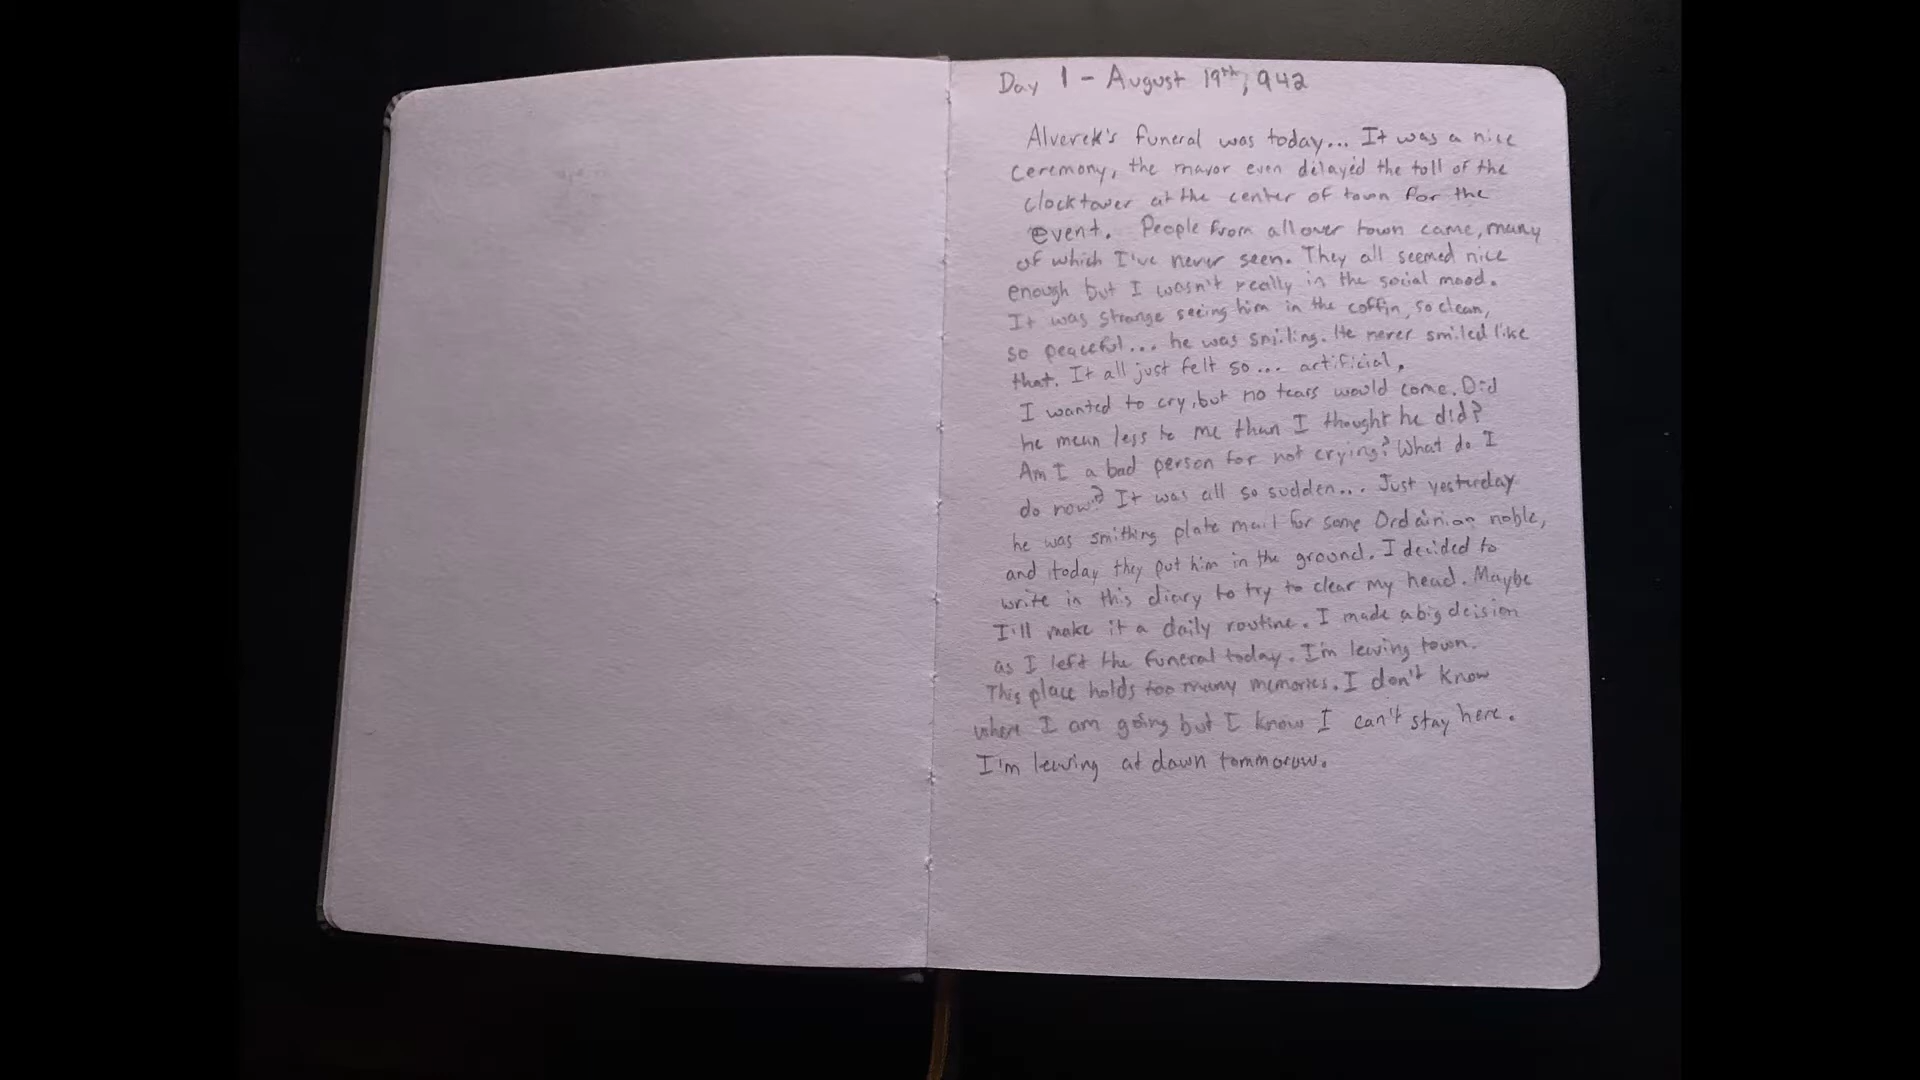 Day 1 - August 19th, 942
Alverek's funeral was today... It was a nice
ceremony, the mayor even delayed the toll of the
clocktower at the center of town for the
event. People from all over town came, many
of which I've never seen. They all seemed nice
enough but I wasn't really in the social mood.
It was strange seeing him in the coffin, so clean,
so peaceful... he was smiling. He never smiled like
that. It all just felt so... artificial.
I wanted to cry, but no tears would come. Did
he mean less to me than I thought he did?
Am I a bad person for not crying? What do I
do now? It was all so sudden... Just yesterday
he was smithing plate mail for some Ordainian noble,
and today they put him in the ground. I decided to
write in this diary to try to clear my head. Maybe
I'll make it a daily routine. I made a big decision
as I left the funeral today. I'm leaving town.
This place holds too many memories. I don't know
where I am going but I know I can't stay here.
I'm leaving at dawn tommorow.